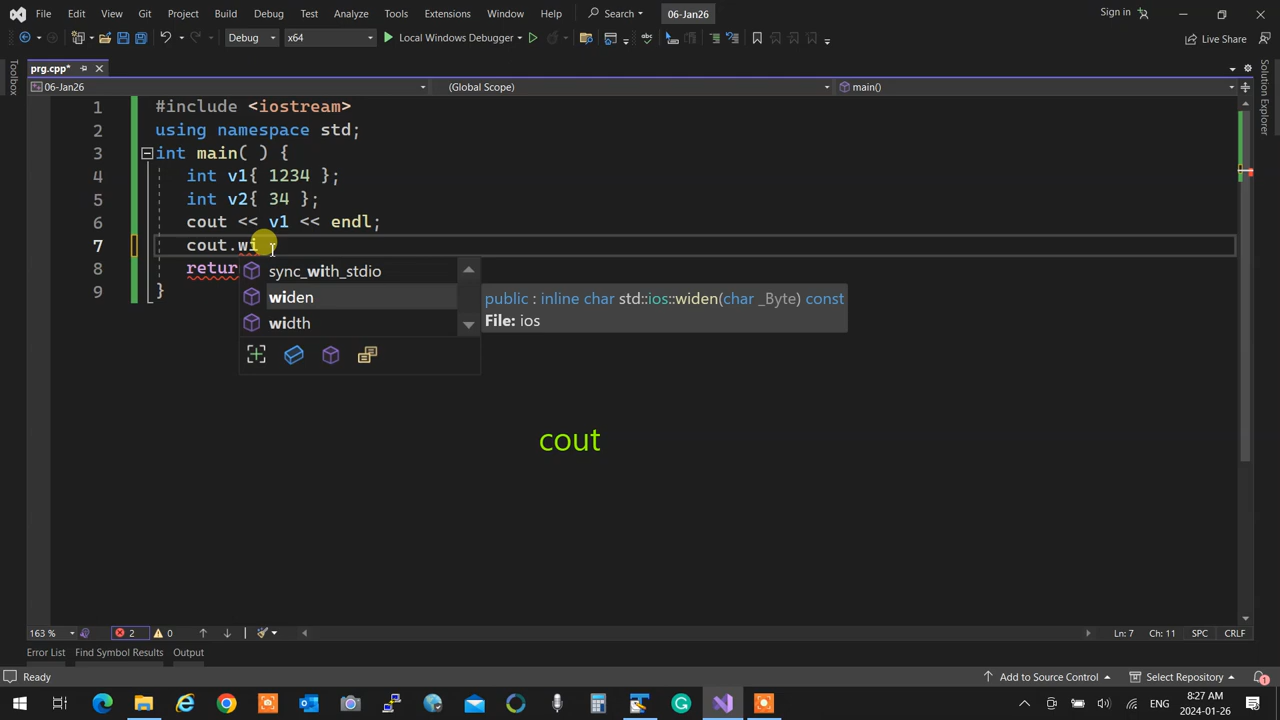 File Edit View Git Project Build Debug Test Analyze Tools Extensions Window Help Search 06-Jan26 Sign in
Debug x64 Local Windows Debugger Live Share
prg.cpp*
06-Jan26 (Global Scope) main()
Toolbox
Solution Explorer
1 #include <iostream>
2 using namespace std;
3 int main( ) {
4 int v1{ 1234 };
5 int v2{ 34 };
6 cout << v1 << endl;
7 cout.wi
8 retur
9 }
sync_with_stdio
widen
width
public : inline char std::ios::widen(char _Byte) const
File: ios
cout
163 % 2 0 Ln: 7 Ch: 11 SPC CRLF
Error List Find Symbol Results Output
Ready Add to Source Control Select Repository 1
ENG 8:27 AM
2024-01-26